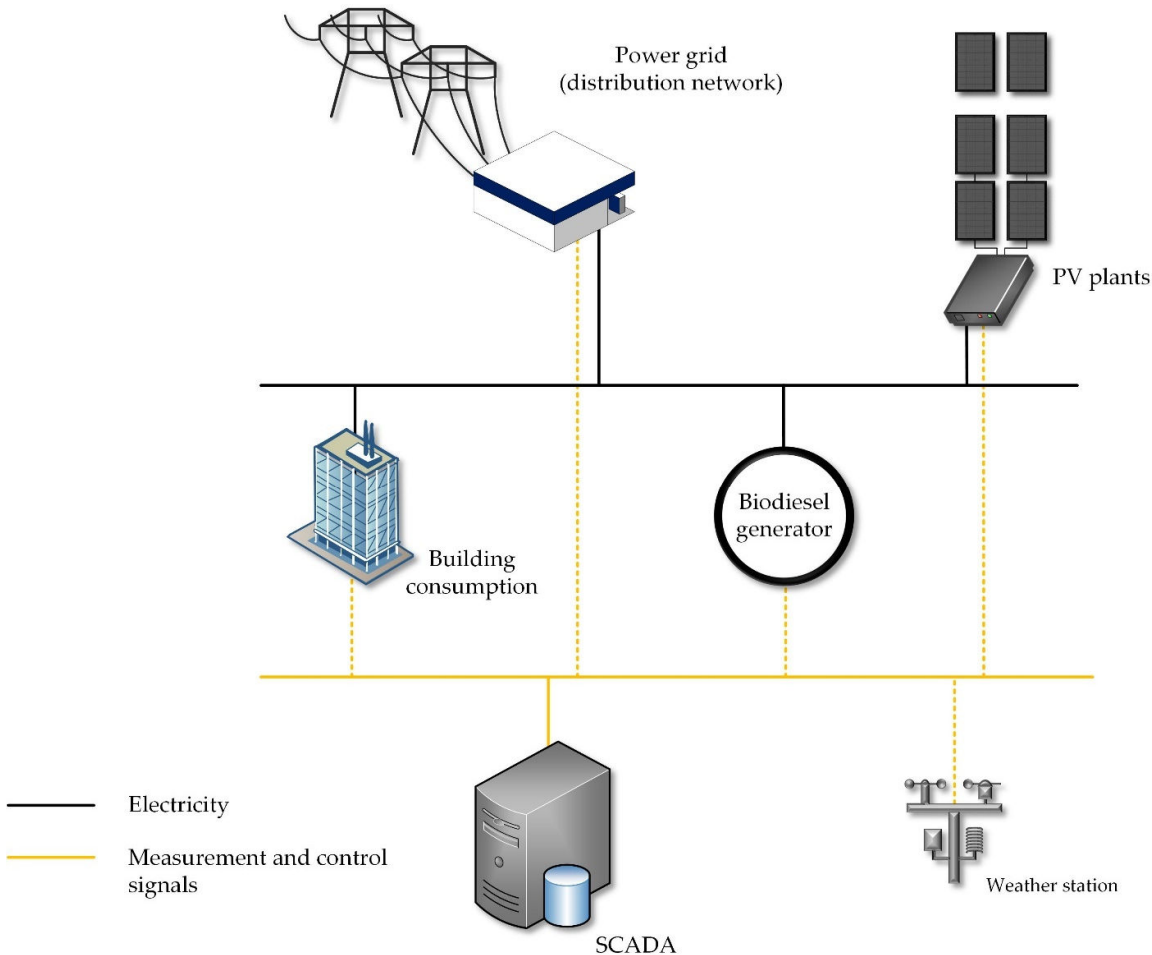 Power grid
(distribution network)
PV plants
Biodiesel
generator
Building
consumption
Electricity
Measurement and control
signals
Weather station
SCADA